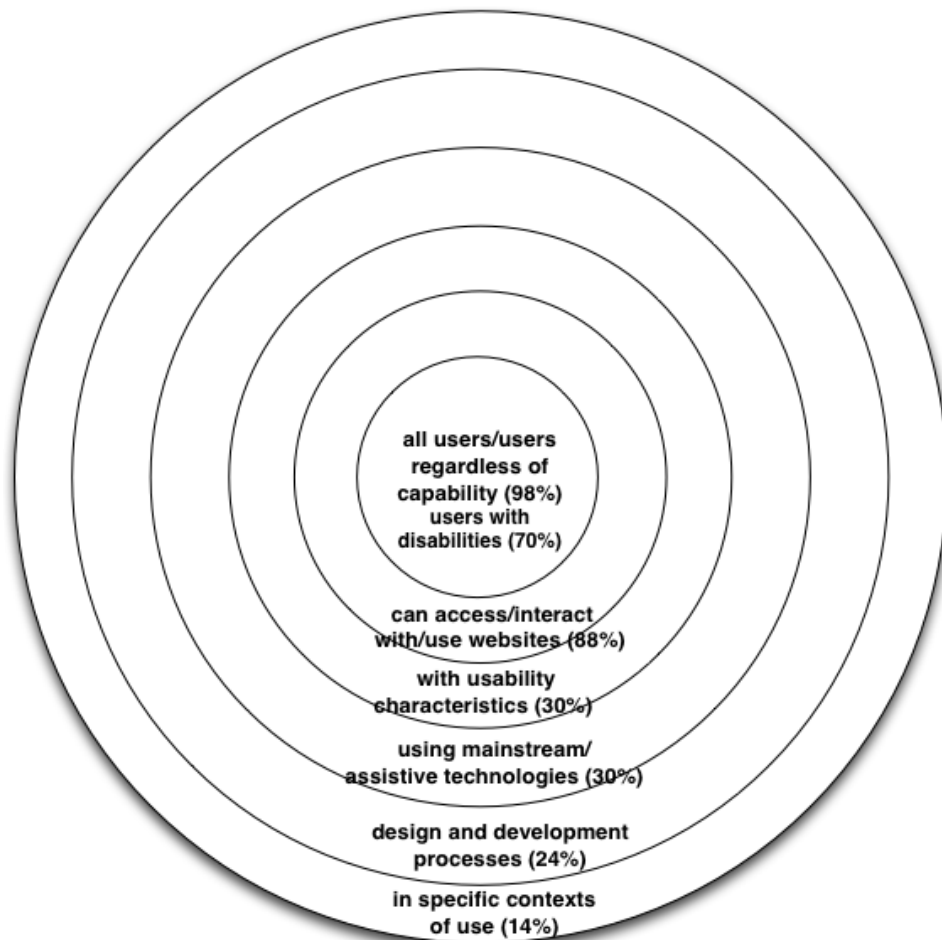 all users/users
regardless of
capability (98%)
users with
disabilities (70%)
can access/interact
with/use websites (88%)
with usability
characteristics (30%)
using mainstream/
assistive technologies (30%)
design and development
processes (24%)
in specific contexts
of use (14%)